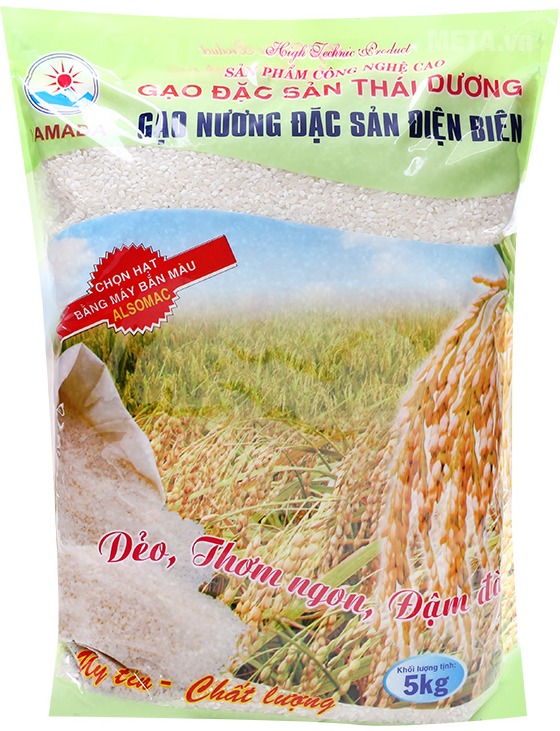 META.vn
High Technic Product
SẢN PHẨM CÔNG NGHỆ CAO
GẠO ĐẶC SẢN THÁI DƯƠNG
GẠO NƯƠNG ĐẶC SẢN ĐIỆN BIÊN
CHỌN HẠT
BẰNG MÁY BẮN MÀU
ALSOMAC
Dẻo, Thơm ngon, Đậm đà
Uy tín - Chất lượng
Khối lượng tịnh:
5kg